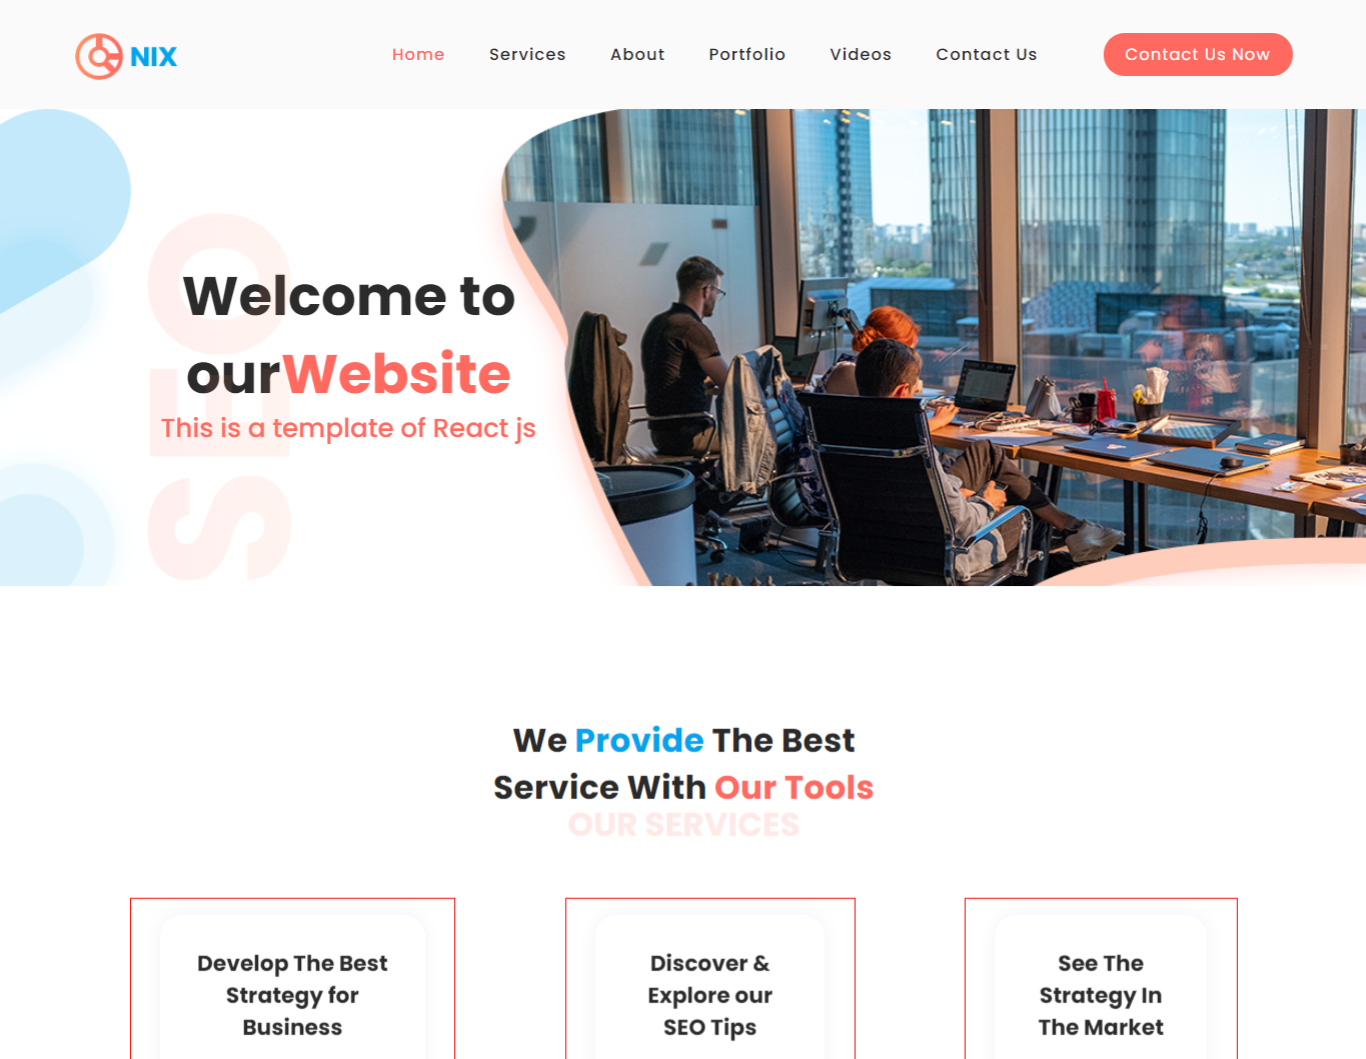 NIX
Home Services About Portfolio Videos Contact Us Contact Us Now
SEO
Welcome to
ourWebsite
This is a template of React js
We Provide The Best
Service With Our Tools
OUR SERVICES
Develop The Best
Strategy for
Business
Discover &
Explore our
SEO Tips
See The
Strategy In
The Market